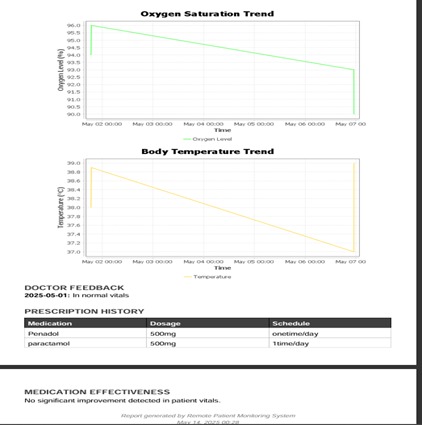 Oxygen Saturation Trend
96.0
95.5
95.0
94.5
94.0
93.5
93.0
92.5
92.0
91.5
91.0
90.5
90.0
Oxygen Level (%)
May 02 00:00 May 03 00:00 May 04 00:00 May 05 00:00 May 06 00:00 May 07 00
Time
Oxygen Level
Body Temperature Trend
39.0
38.8
38.6
38.4
38.2
38.0
37.8
37.6
37.4
37.2
37.0
Temperature (°C)
May 02 00:00 May 03 00:00 May 04 00:00 May 05 00:00 May 06 00:00 May 07 00
Time
Temperature
DOCTOR FEEDBACK
2025-05-01: In normal vitals
PRESCRIPTION HISTORY
Medication Dosage Schedule
Penadol 500mg onetime/day
paractamol 500mg 1time/day
MEDICATION EFFECTIVENESS
No significant improvement detected in patient vitals.
Report generated by Remote Patient Monitoring System
May 14, 2025 00:28